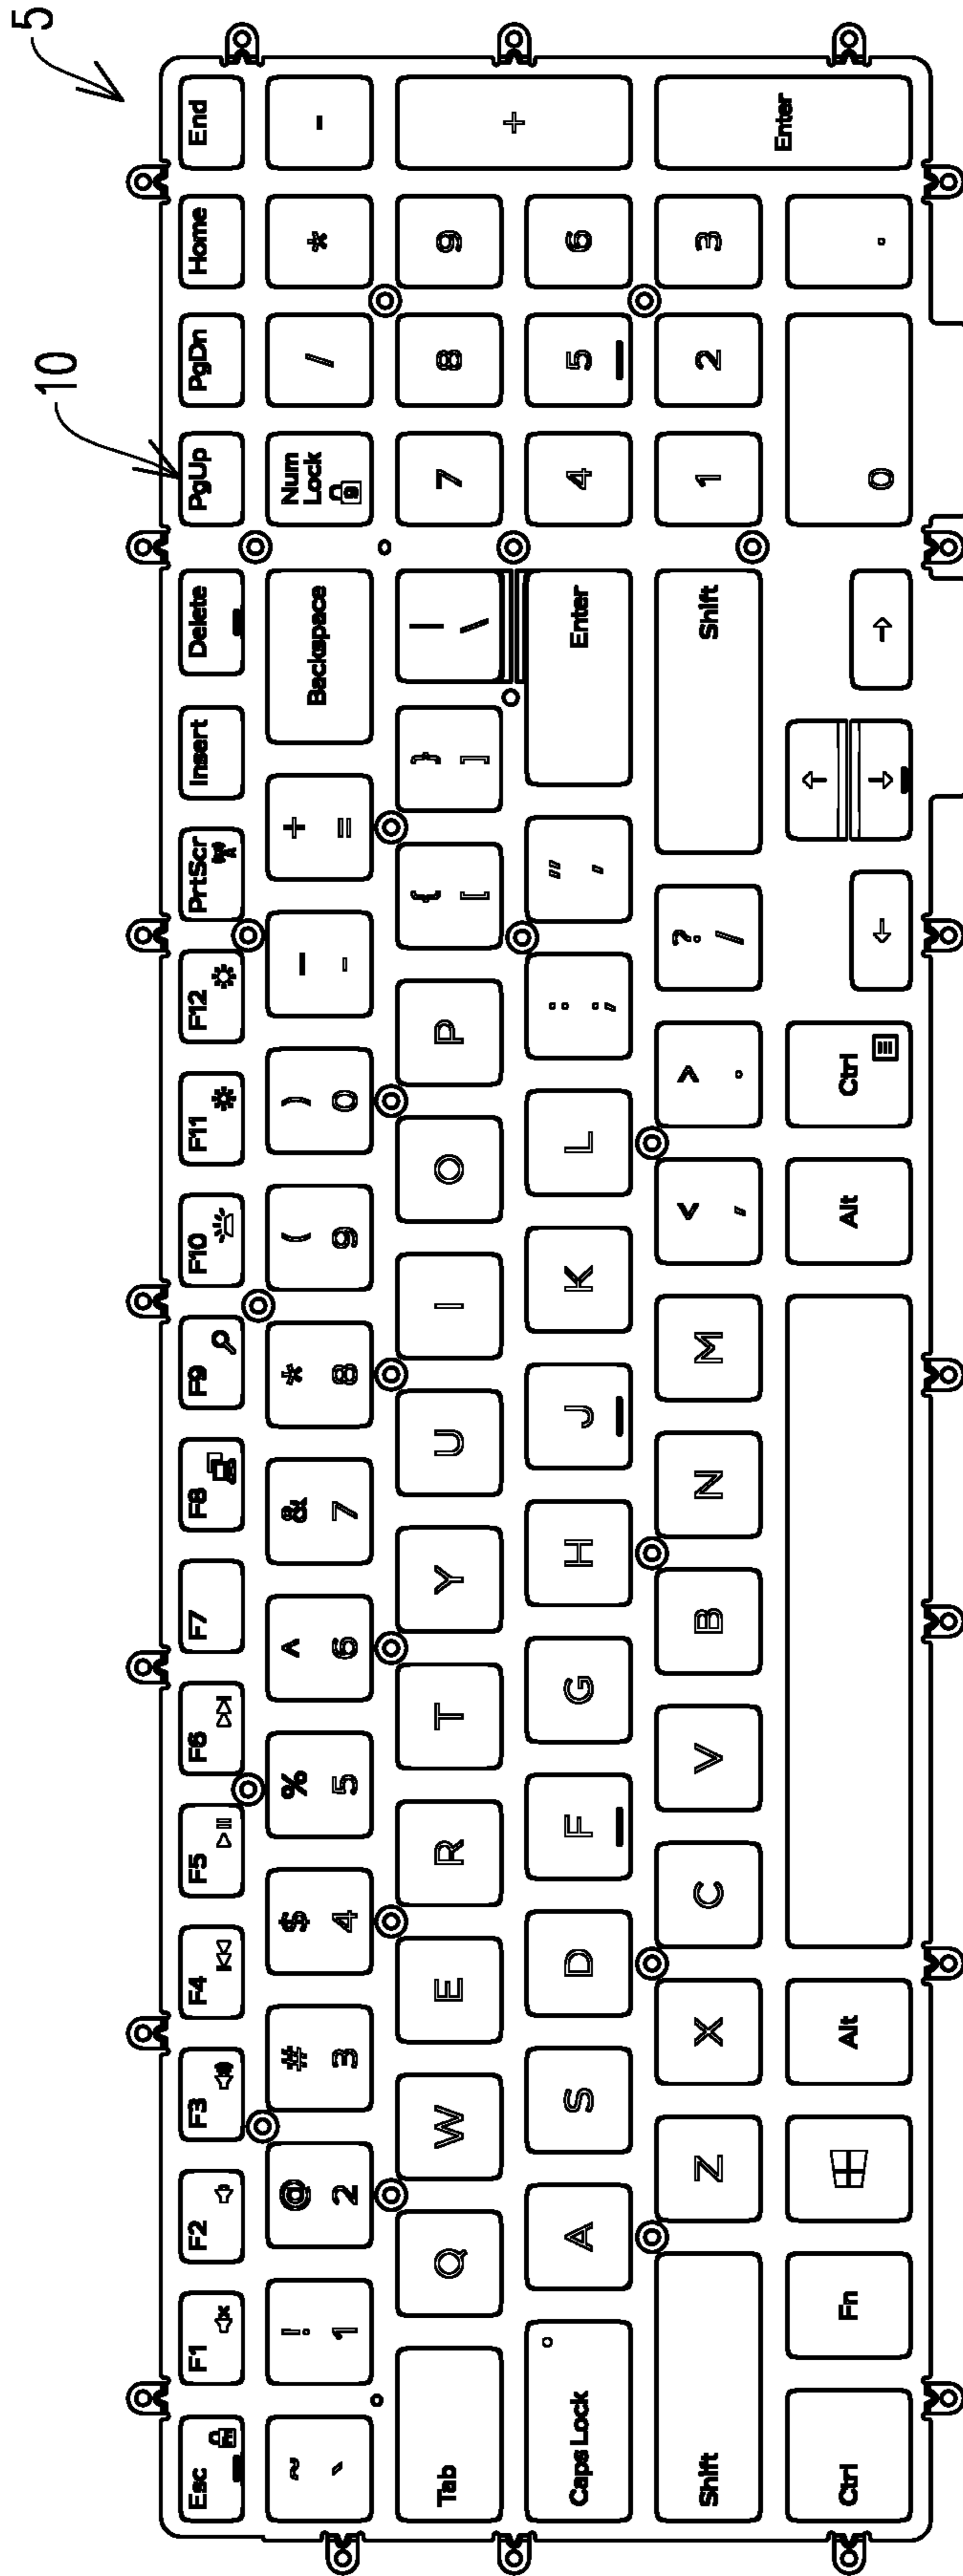 5
10
Esc F1 F2 F3 F4 F5 F6 F7 F8 F9 F10 F11 F12 PrtScr Insert Delete PgUp PgDn Home End
~ ! @ # $ % ^ & * ( ) _ + Backspace Num Lock / * -
` 1 2 3 4 5 6 7 8 9 0 - =
Tab Q W E R T Y U I O P { [ } ] | \ 7 8 9 +
Caps Lock A S D F G H J K L : ; " ' Enter 4 5 6
Shift Z X C V B N M < , > . ? / Shift 1 2 3 Enter
Ctrl Fn Alt Alt Ctrl ← ↑ ↓ → 0 .